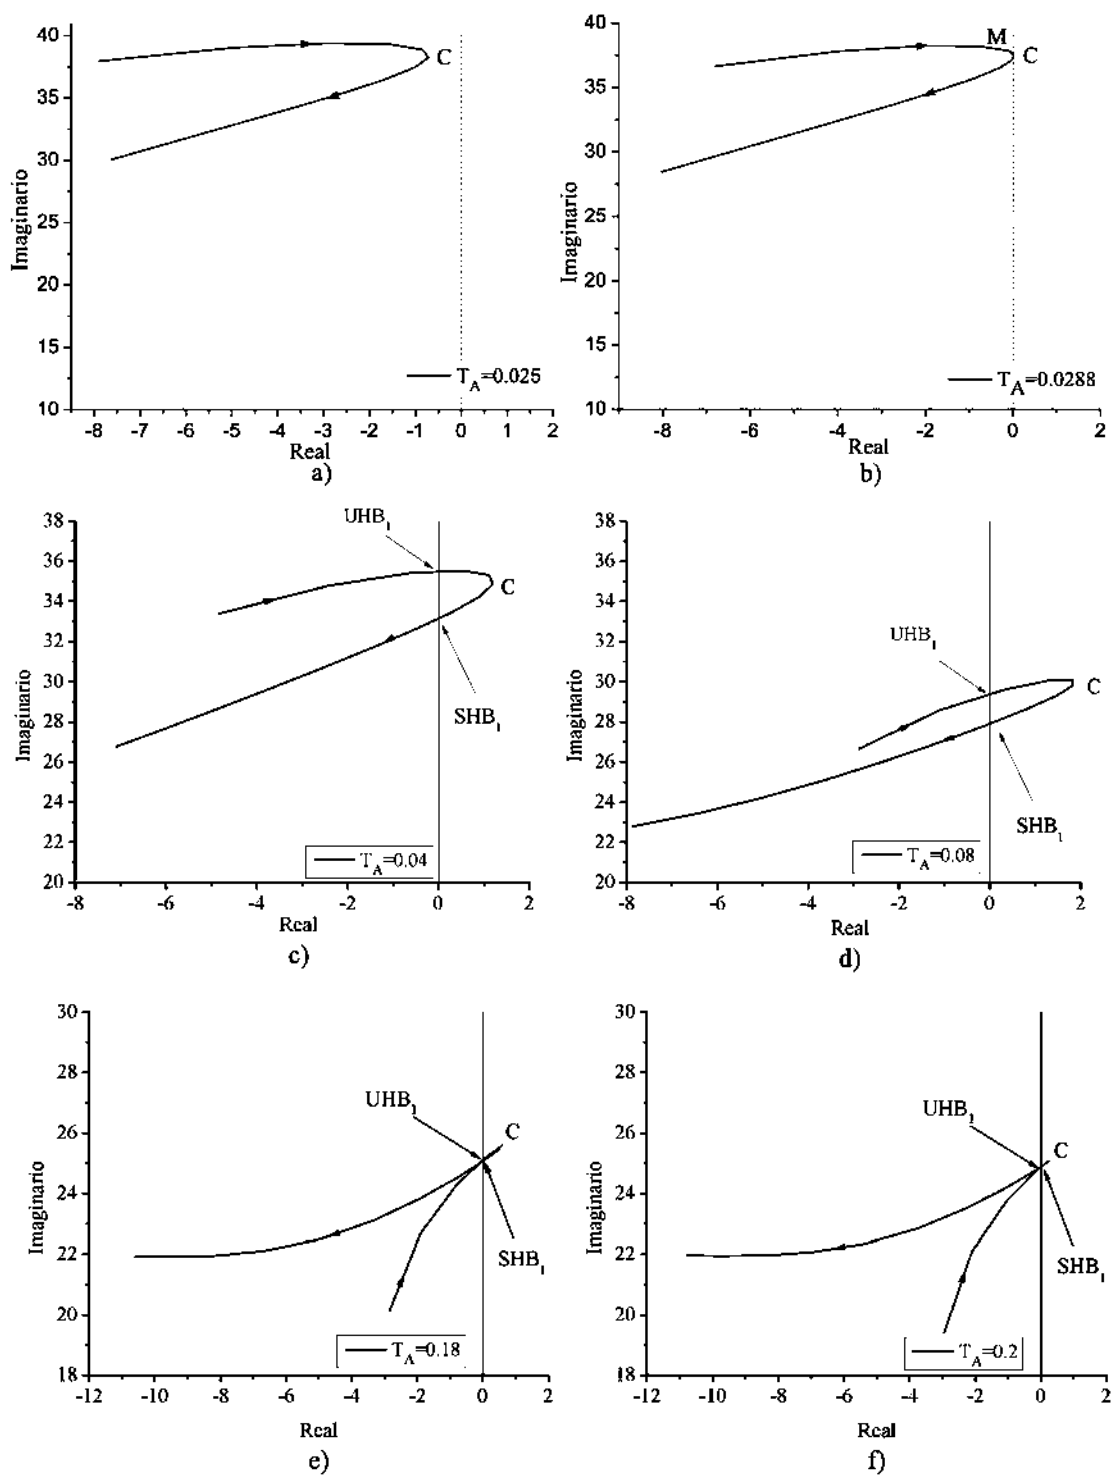 40
35
30
25
20
15
10
Imaginario
C
T_A=0.025
-8 -7 -6 -5 -4 -3 -2 -1 0 1 2
Real
a)
40
35
30
25
20
15
10
Imaginario
M
C
T_A=0.0288
-8 -6 -4 -2 0 2
Real
b)
38
36
34
32
30
28
26
24
22
20
Imaginario
UHB_1
C
SHB_1
T_A=0.04
-8 -6 -4 -2 0 2
Real
c)
38
36
34
32
30
28
26
24
22
20
Imaginario
UHB_1
C
SHB_1
T_A=0.08
-8 -6 -4 -2 0 2
Real
d)
30
28
26
24
22
20
18
Imaginario
UHB_1
C
SHB_1
T_A=0.18
-12 -10 -8 -6 -4 -2 0 2
Real
e)
30
28
26
24
22
20
18
Imaginario
UHB_1
C
SHB_1
T_A=0.2
-12 -10 -8 -6 -4 -2 0 2
Real
f)